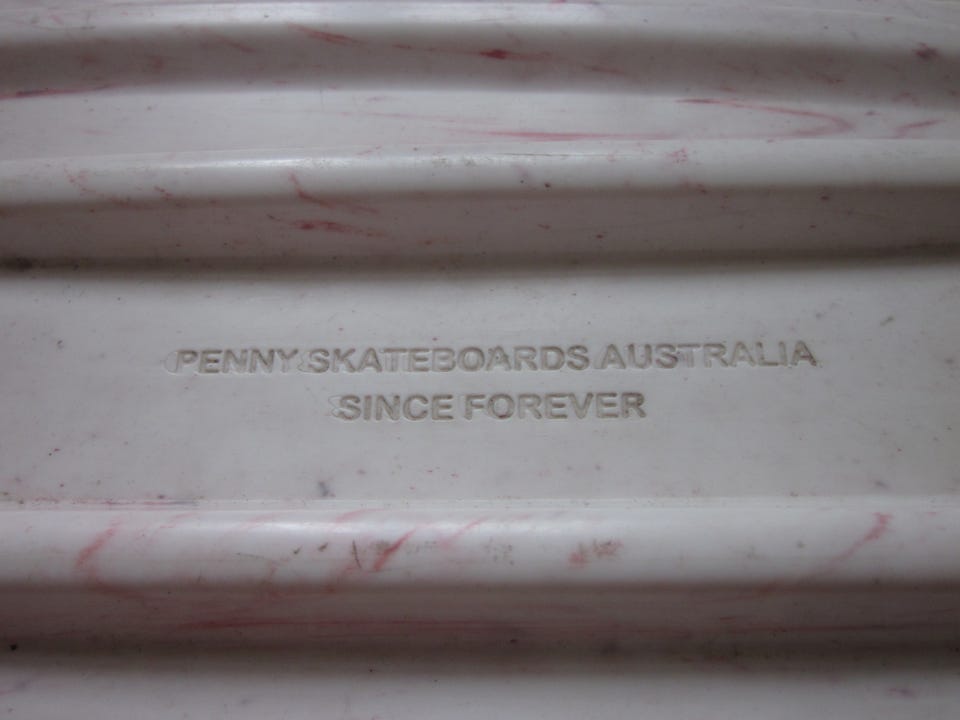 PENNY SKATEBOARDS AUSTRALIA
SINCE FOREVER